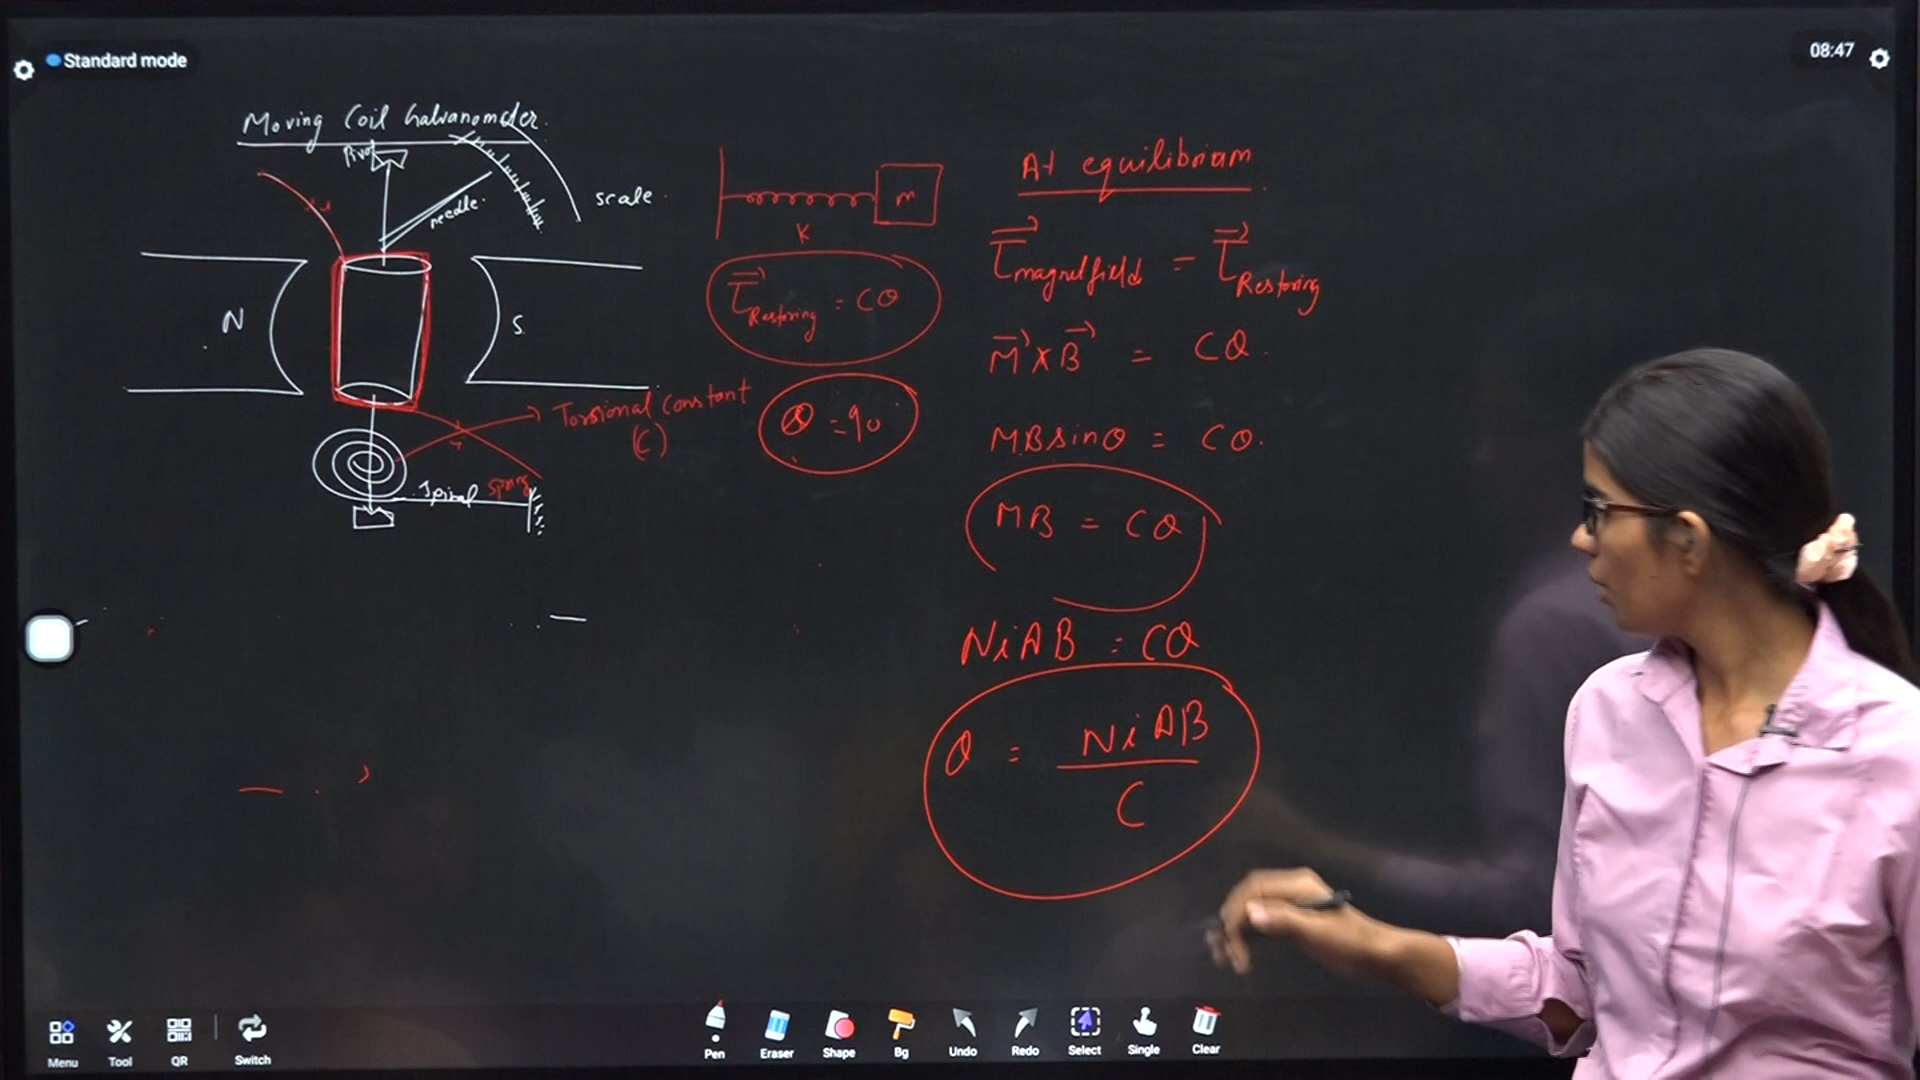 Standard mode
08:47
Moving Coil Galvanometer.
Pivot
needle.
scale.
N
S
Torsional constant
(C)
Spiral spring
m
K
τ⃗ Restoring = Cθ
θ = 90
At equilibrium
τ⃗ magnetfield = τ⃗ Restoring
M⃗ × B⃗ = Cθ.
MBsinθ = Cθ.
MB = Cθ
NiAB = Cθ
θ = NiAB / C
Menu Tool QR Switch Pen Eraser Shape Bg Undo Redo Select Single Clear